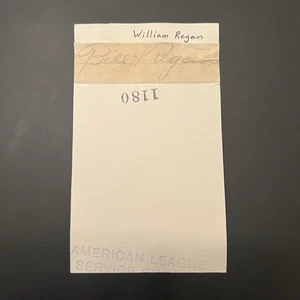 William Regan
Bill Regan
1180
AMERICAN LEAGUE
SERVICE